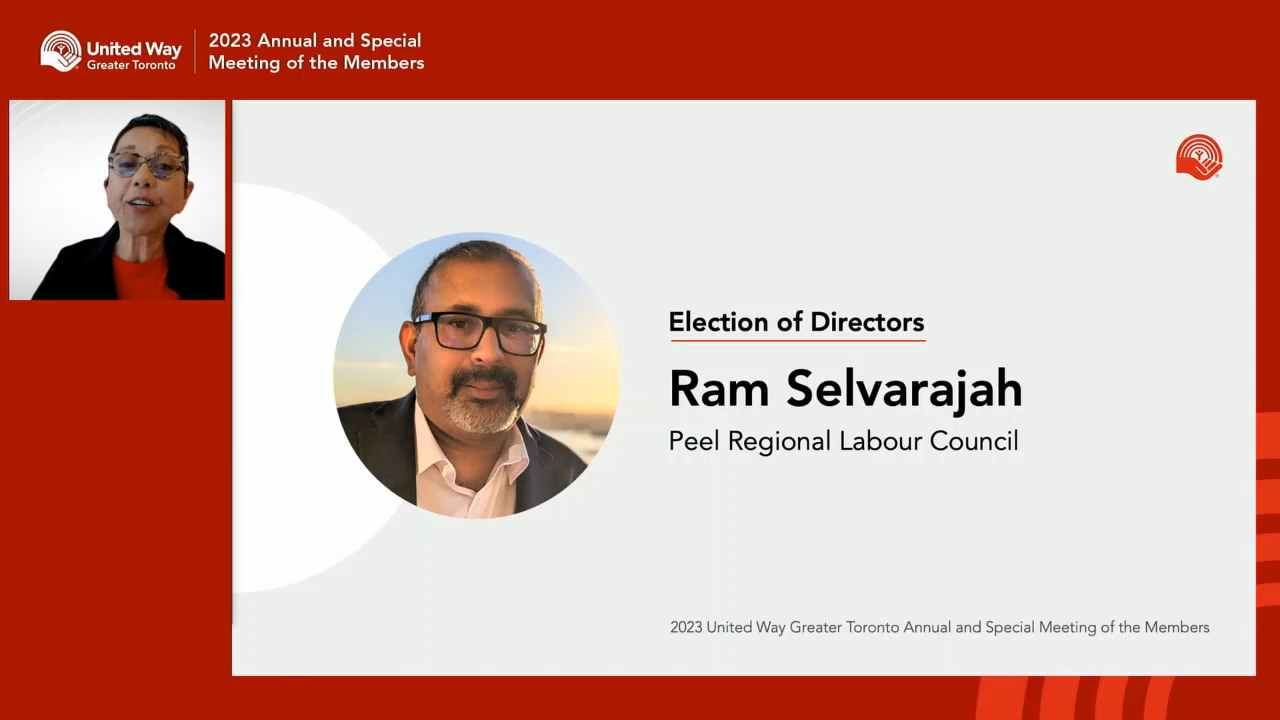 United Way
Greater Toronto
2023 Annual and Special
Meeting of the Members
Election of Directors
Ram Selvarajah
Peel Regional Labour Council
2023 United Way Greater Toronto Annual and Special Meeting of the Members